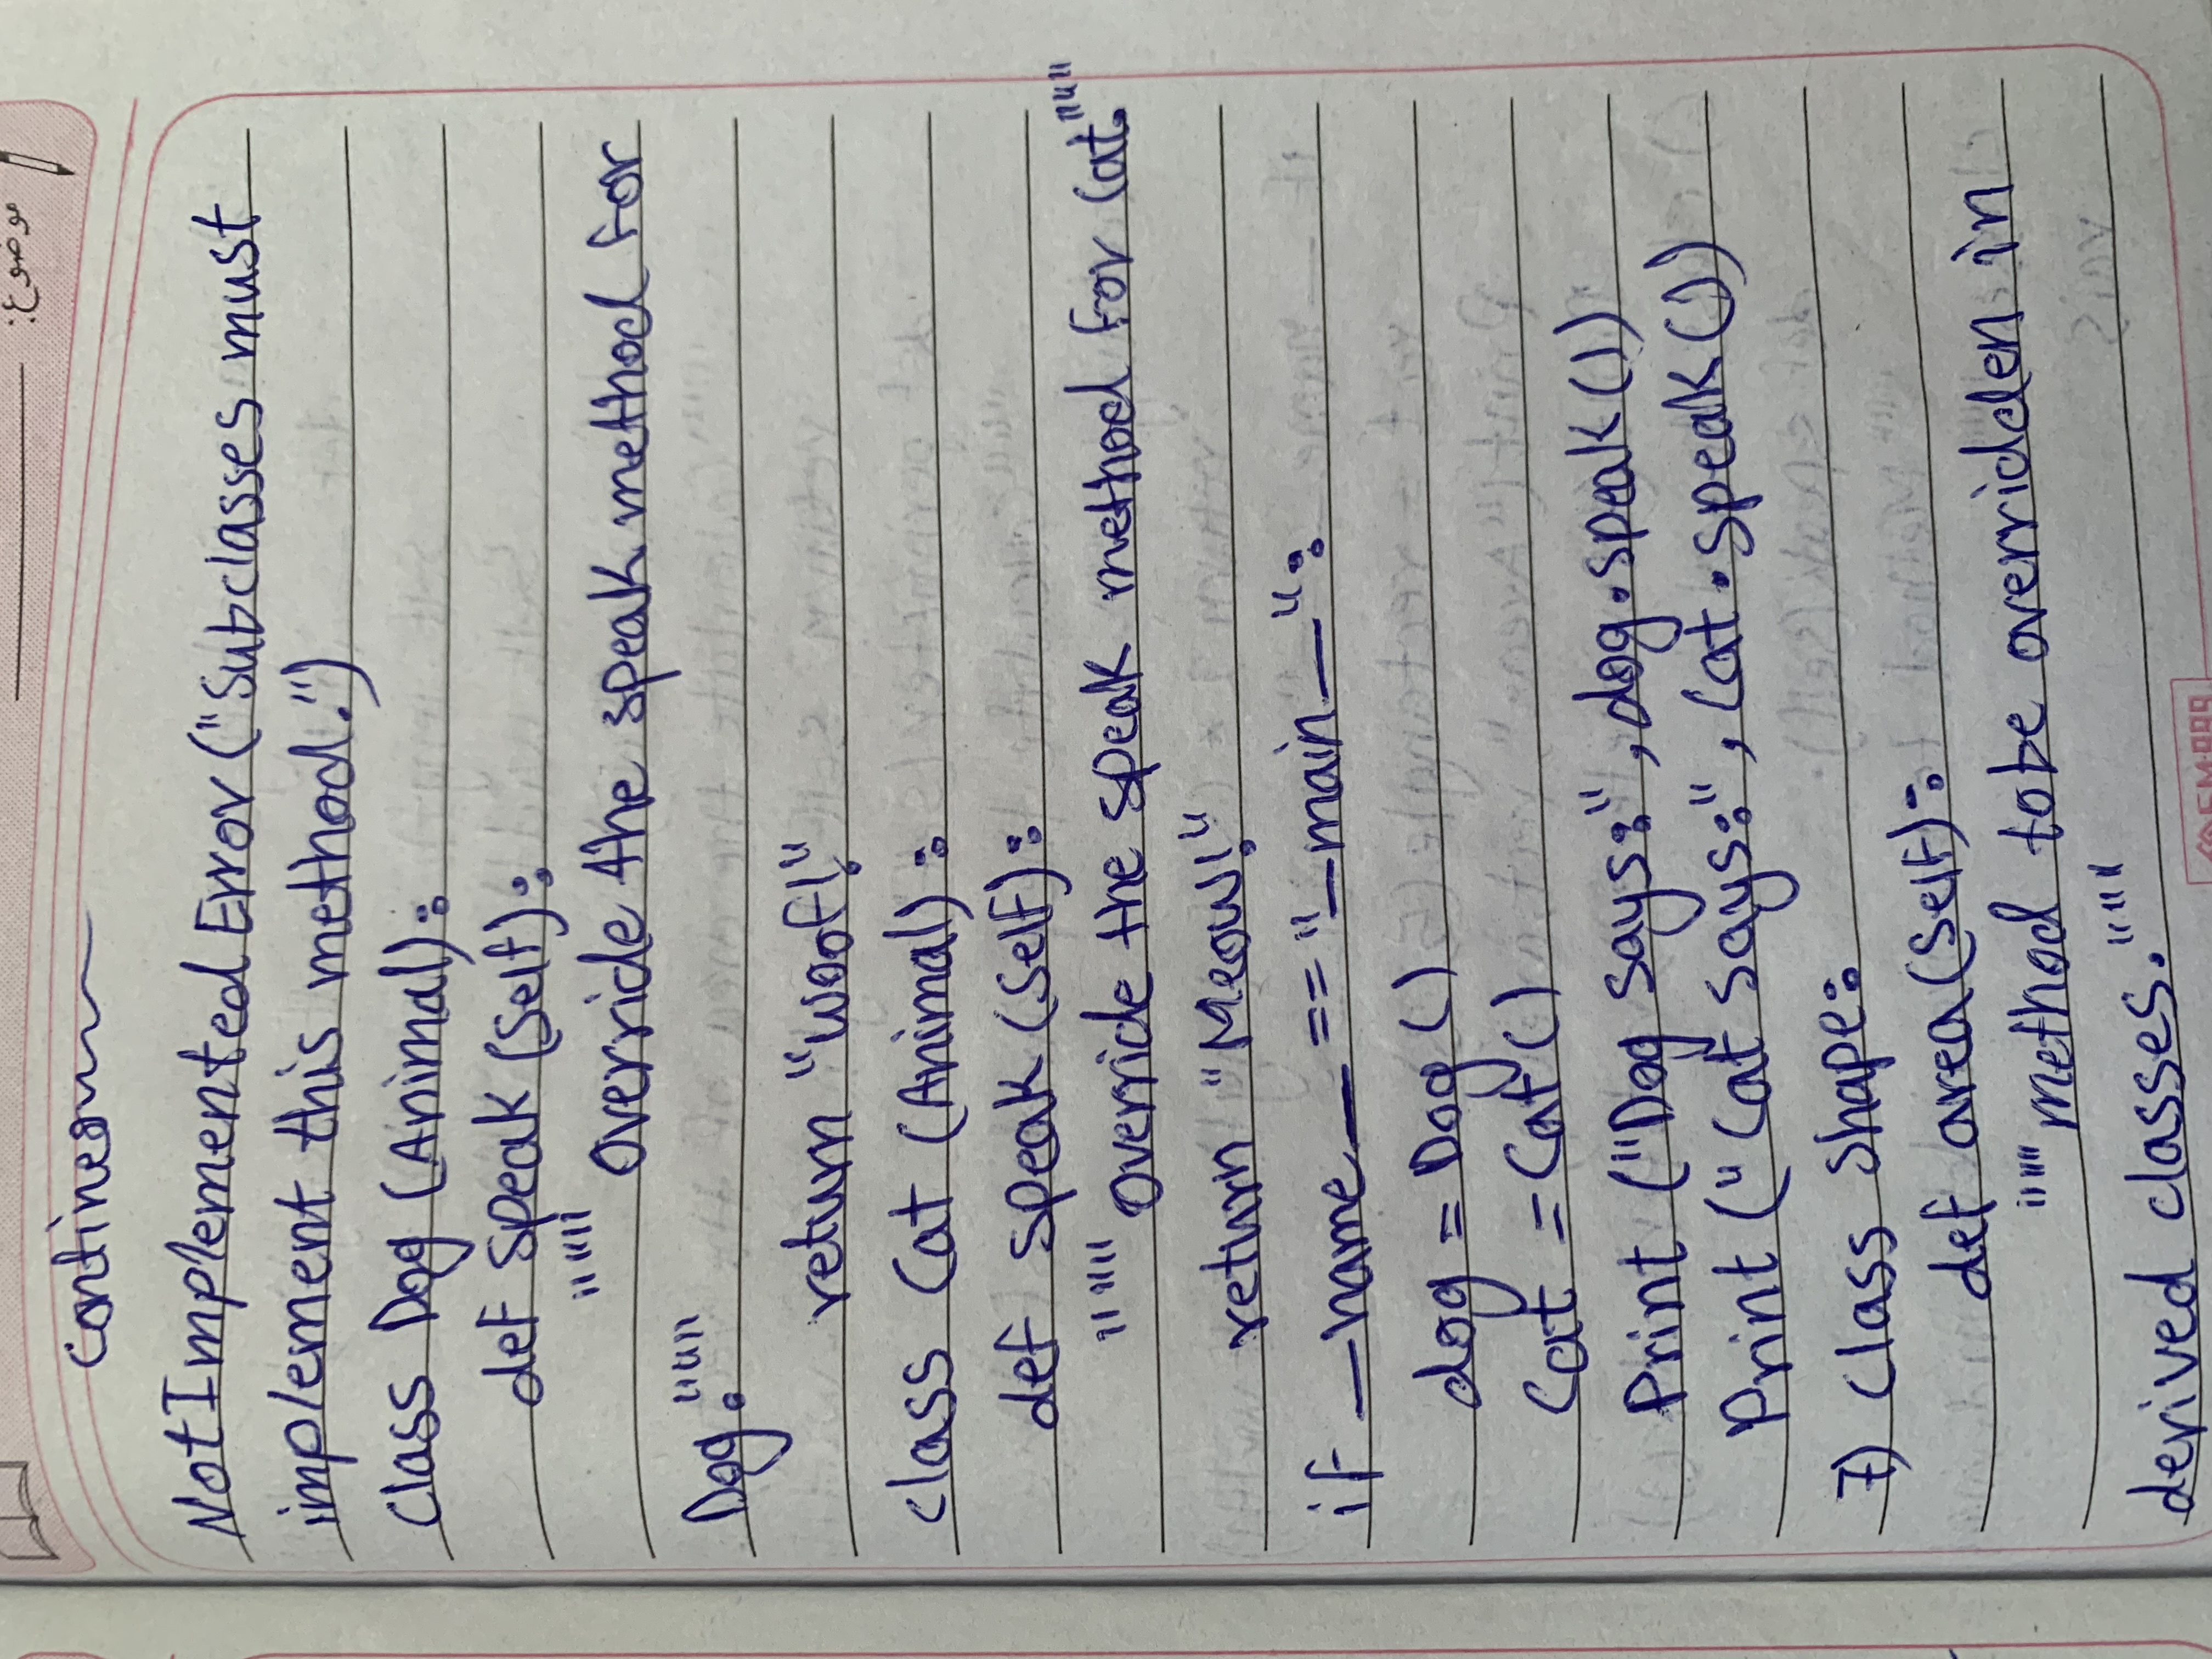 موضوع:
continue
NotImplementedError ("Subclasses must
implement this method.")
class Dog (Animal):
def speak (self):
""" override the speak method for
Dog."""
return "woof!"
class Cat (Animal):
def speak (self):
""" override the speak method for Cat."""
return "Meow!"
if __name__ == "__main__":
dog = Dog ()
Cat = Cat ()
Print ("Dog says:", dog.speak ())
Print ("Cat says:", Cat.speak ())
7) class shape:
def area (self):
""" method tobe overridden in
derived classes."""